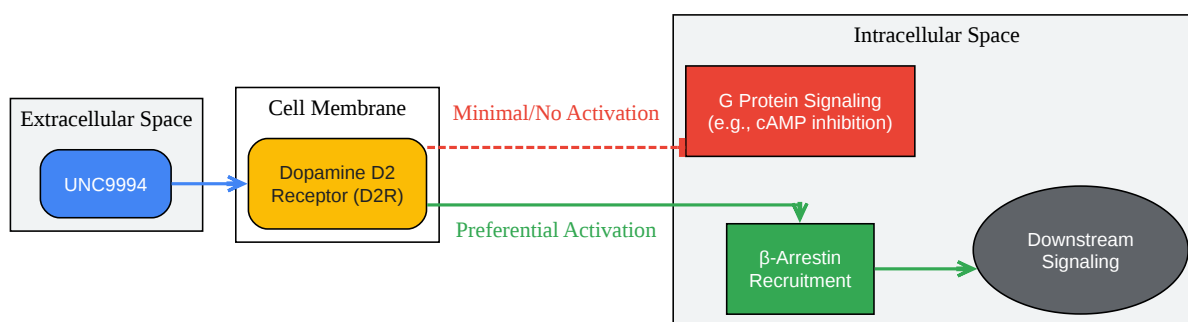 Extracellular Space
UNC9994
Cell Membrane
Dopamine D2
Receptor (D2R)
Minimal/No Activation
Preferential Activation
Intracellular Space
G Protein Signaling
(e.g., cAMP inhibition)
β-Arrestin
Recruitment
Downstream
Signaling